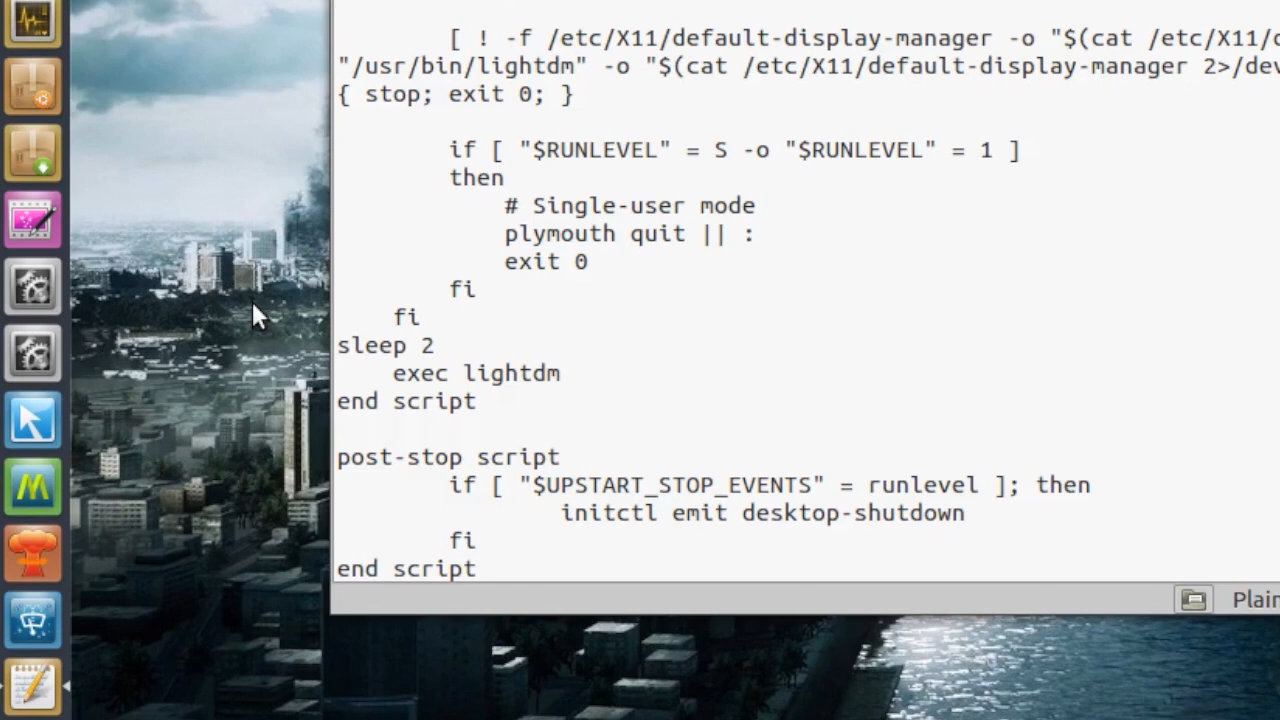 [ ! -f /etc/X11/default-display-manager -o "$(cat /etc/X11/
"/usr/bin/lightdm" -o "$(cat /etc/X11/default-display-manager 2>/dev
{ stop; exit 0; }
if [ "$RUNLEVEL" = S -o "$RUNLEVEL" = 1 ]
then
# Single-user mode
plymouth quit || :
exit 0
fi
fi
sleep 2
exec lightdm
end script
post-stop script
if [ "$UPSTART_STOP_EVENTS" = runlevel ]; then
initctl emit desktop-shutdown
fi
end script
Plain